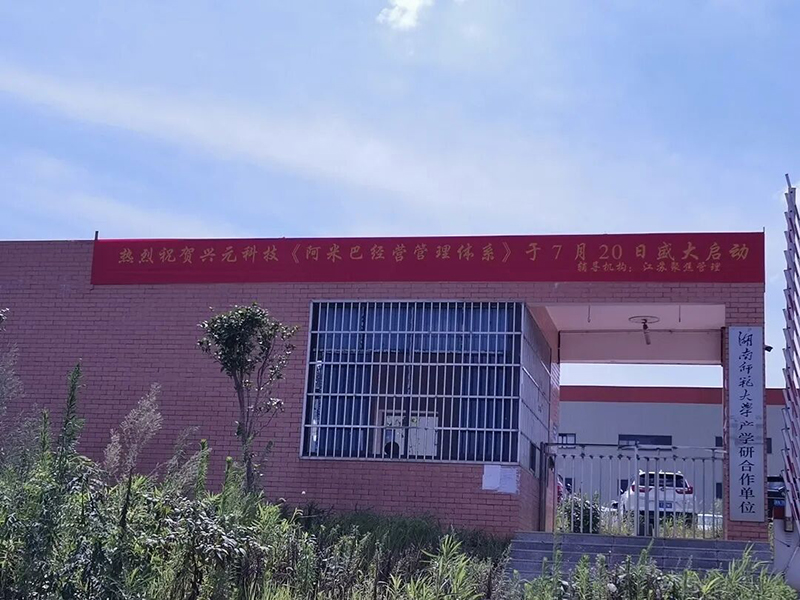 热烈祝贺兴元科技《阿米巴经营管理体系》于7月20日盛大启动
辅导机构：江苏聚焦管理
湖南师范大学产学研合作单位